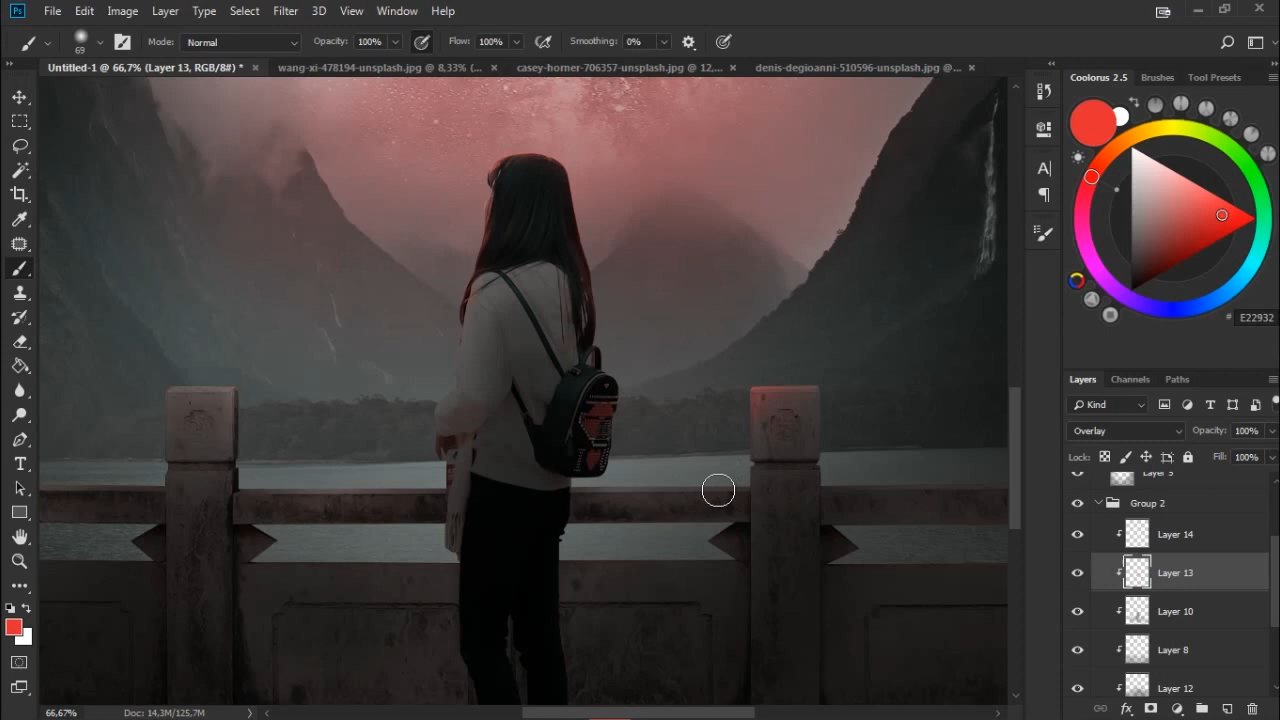 Ps File Edit Image Layer Type Select Filter 3D View Window Help
69 Mode: Normal Opacity: 100% Flow: 100% Smoothing: 0%
Untitled-1 @ 66,7% (Layer 13, RGB/8#) * wang-xi-478194-unsplash.jpg @ 8,33% (... casey-horner-706357-unsplash.jpg @ 12,... denis-degioanni-510596-unsplash.jpg @...
Coolorus 2.5 Brushes Tool Presets
# E22932
Layers Channels Paths
Kind
Overlay Opacity: 100%
Lock: Fill: 100%
Layer 9
Group 2
Layer 14
Layer 13
Layer 10
Layer 8
Layer 12
66,67% Doc: 14,3M/125,7M